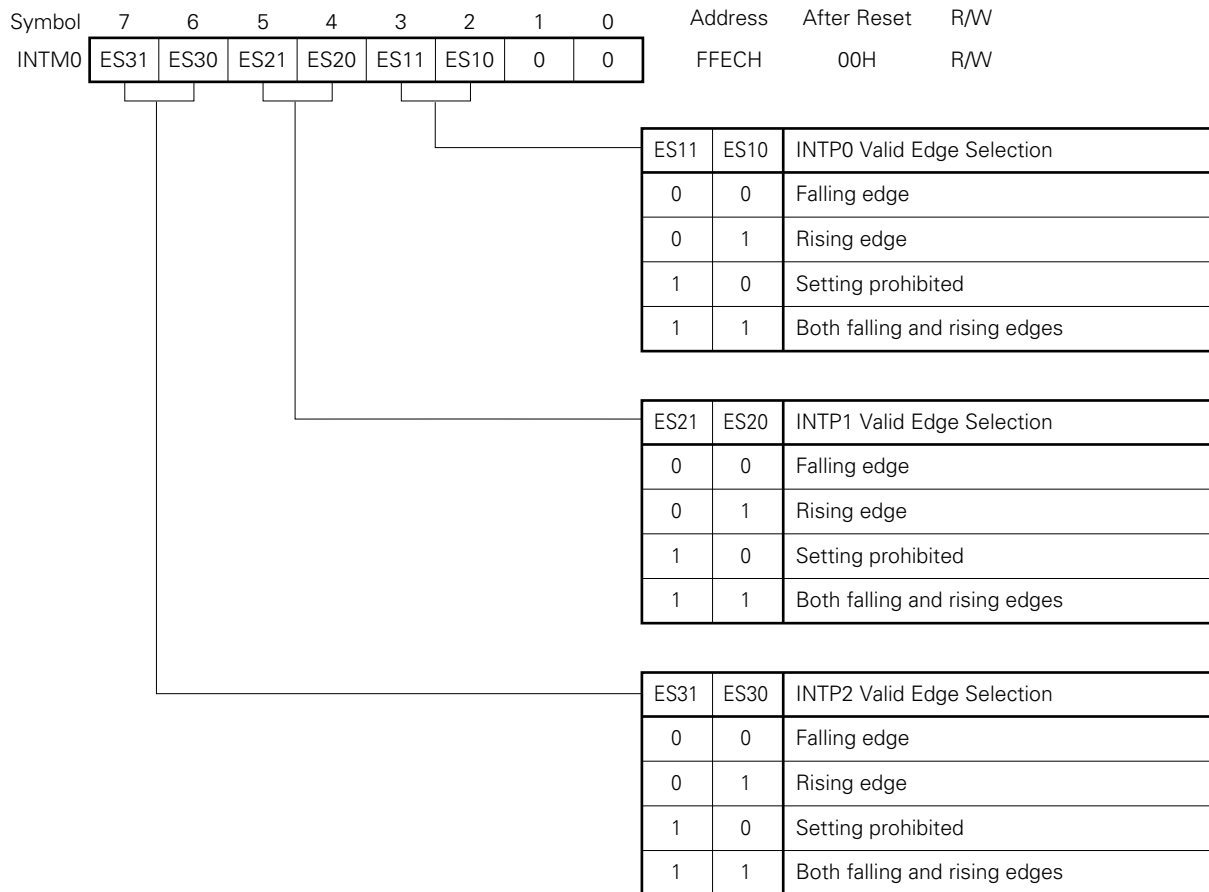 Symbol 7 6 5 4 3 2 1 0 Address After Reset R/W
INTM0 ES31 ES30 ES21 ES20 ES11 ES10 0 0 FFECH 00H R/W
ES11 ES10 INTP0 Valid Edge Selection
0 0 Falling edge
0 1 Rising edge
1 0 Setting prohibited
1 1 Both falling and rising edges
ES21 ES20 INTP1 Valid Edge Selection
0 0 Falling edge
0 1 Rising edge
1 0 Setting prohibited
1 1 Both falling and rising edges
ES31 ES30 INTP2 Valid Edge Selection
0 0 Falling edge
0 1 Rising edge
1 0 Setting prohibited
1 1 Both falling and rising edges